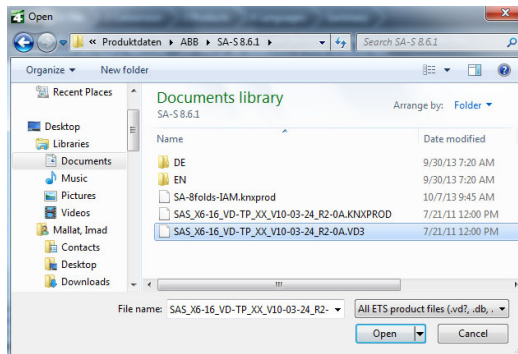 Open
« Produktdaten ▸ ABB ▸ SA-S 8.6.1 ▸
Search SA-S 8.6.1
Organize ▾ New folder
Recent Places
Desktop
Libraries
Documents
Music
Pictures
Videos
Mallat, Imad
Contacts
Desktop
Downloads
Documents library
SA-S 8.6.1
Arrange by: Folder ▾
Name Date modified
DE 9/30/13 7:20 AM
EN 9/30/13 7:20 AM
SA-8folds-IAM.knxprod 10/7/13 9:45 AM
SAS_X6-16_VD-TP_XX_V10-03-24_R2-0A.KNXPROD 7/21/11 12:00 PM
SAS_X6-16_VD-TP_XX_V10-03-24_R2-0A.VD3 7/21/11 12:00 PM
File name: SAS_X6-16_VD-TP_XX_V10-03-24_R2- All ETS product files (.vd?, .db, .
Open Cancel